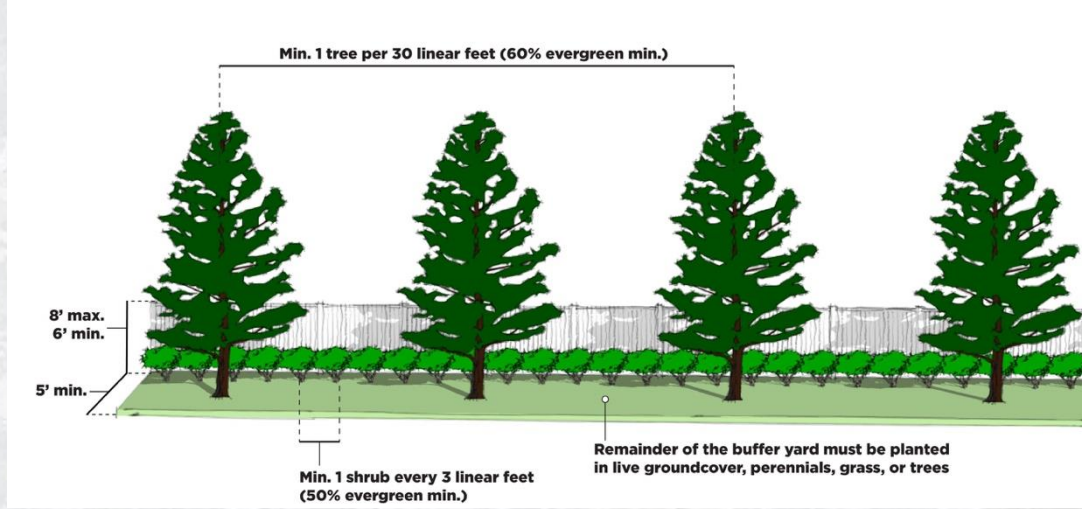 Min. 1 tree per 30 linear feet (60% evergreen min.)
8’ max.
6’ min.
5’ min.
Min. 1 shrub every 3 linear feet
(50% evergreen min.)
Remainder of the buffer yard must be planted
in live groundcover, perennials, grass, or trees